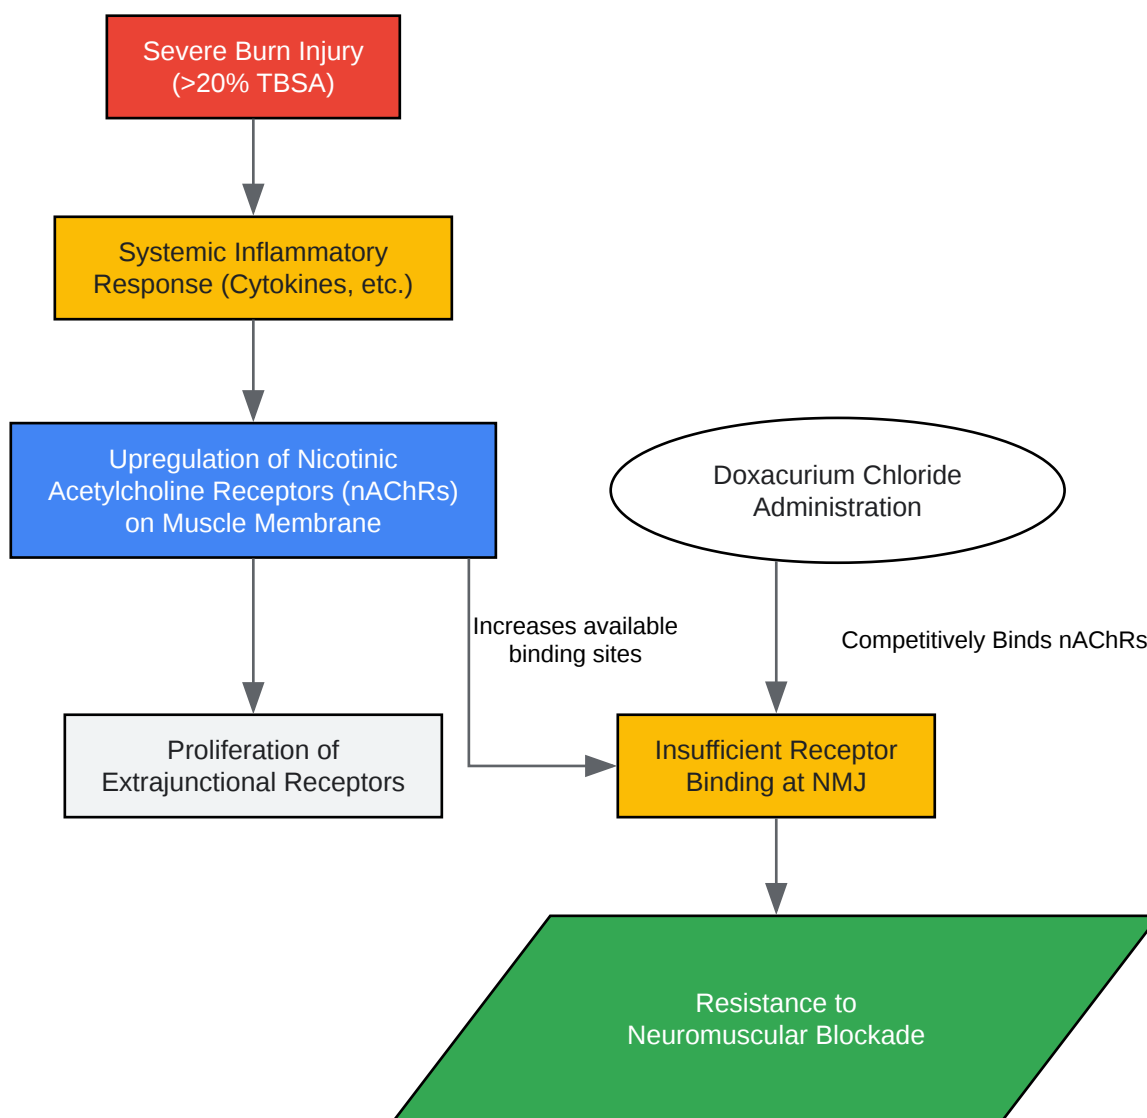 Severe Burn Injury
(>20% TBSA)
Systemic Inflammatory
Response (Cytokines, etc.)
Upregulation of Nicotinic
Acetylcholine Receptors (nAChRs)
on Muscle Membrane
Doxacurium Chloride
Administration
Increases available
binding sites
Competitively Binds nAChRs
Proliferation of
Extrajunctional Receptors
Insufficient Receptor
Binding at NMJ
Resistance to
Neuromuscular Blockade